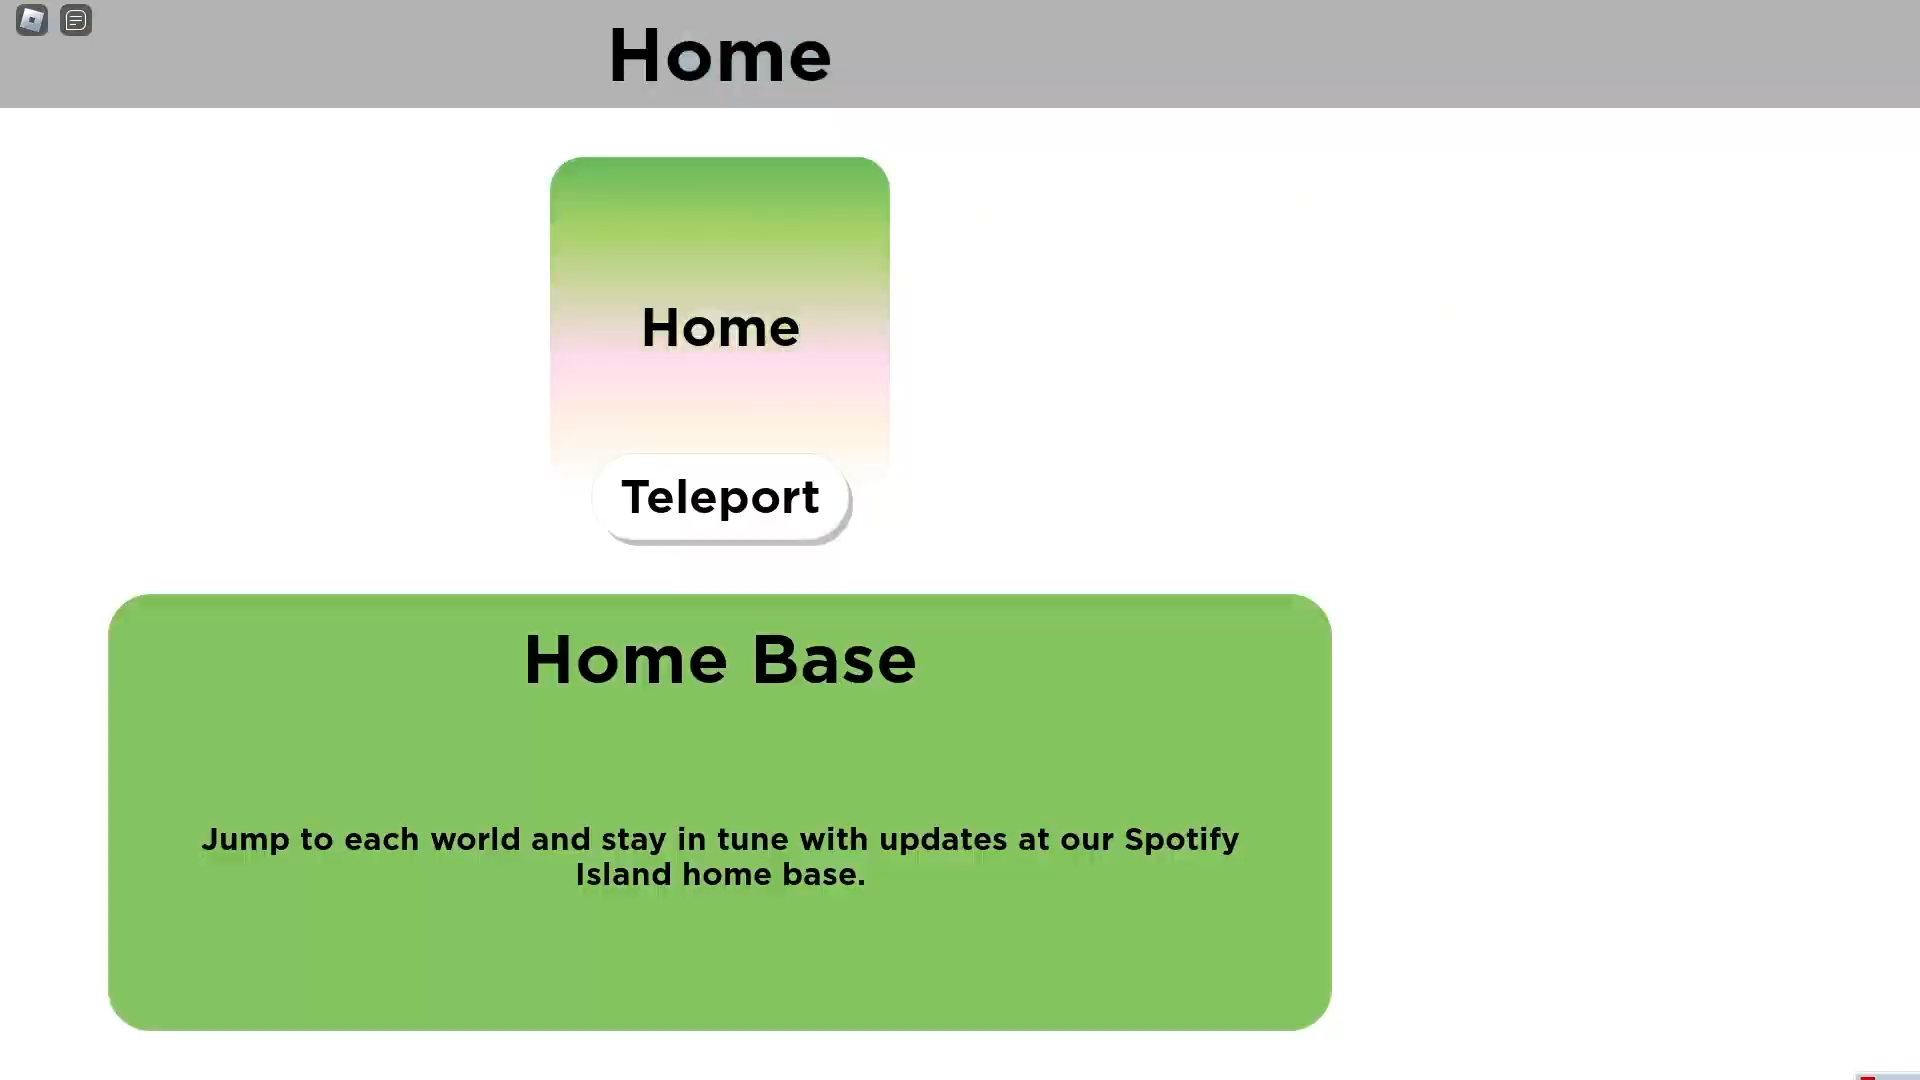 Home
Home
Teleport
Home Base
Jump to each world and stay in tune with updates at our Spotify
Island home base.